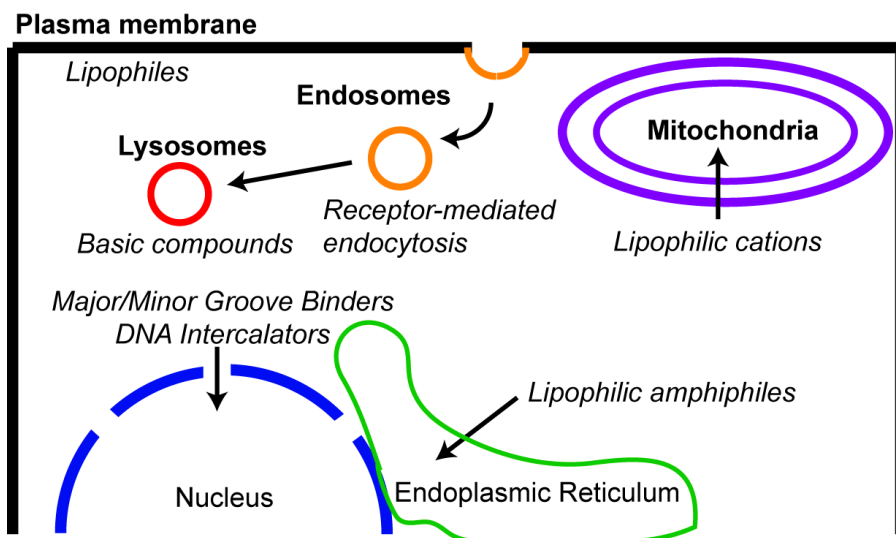 Plasma membrane
Lipophiles
Endosomes
Mitochondria
Lysosomes
Receptor-mediated
endocytosis
Basic compounds
Lipophilic cations
Major/Minor Groove Binders
DNA Intercalators
Lipophilic amphiphiles
Nucleus
Endoplasmic Reticulum